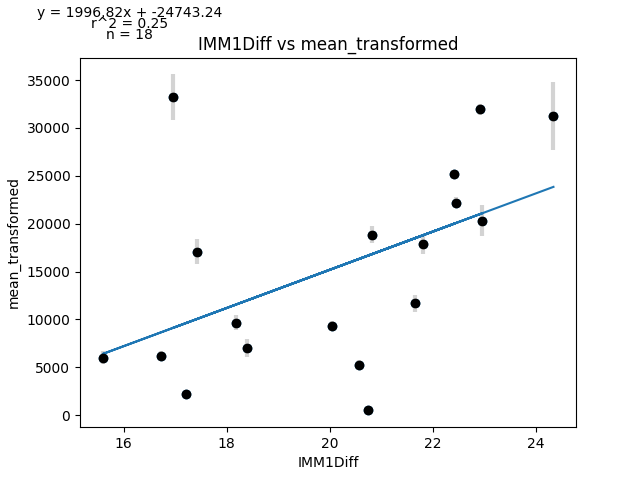 y = 1996.82x + -24743.24
r^2 = 0.25
n = 18
IMM1Diff vs mean_transformed
35000
30000
25000
20000
15000
10000
5000
0
mean_transformed
16 18 20 22 24
IMM1Diff